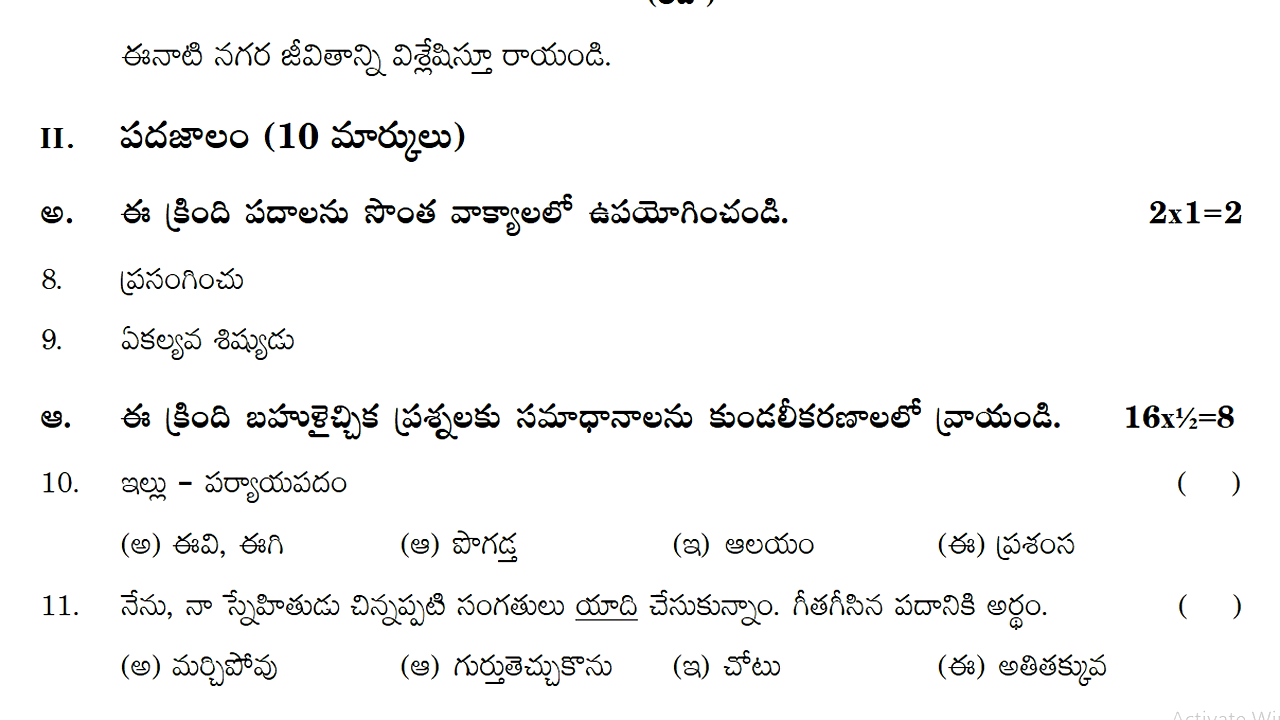 ఈనాటి నగర జీవితాన్ని విశ్లేషిస్తూ రాయండి.
II. పదజాలం (10 మార్కులు)
అ. ఈ క్రింది పదాలను సొంత వాక్యాలలో ఉపయోగించండి. 2x1=2
8. ప్రసంగించు
9. ఏకల్యవ శిష్యుడు
ఆ. ఈ క్రింది బహుళైచ్ఛిక ప్రశ్నలకు సమాధానాలను కుండలీకరణాలలో వ్రాయండి. 16x½=8
10. ఇల్లు – పర్యాయపదం ( )
(అ) ఈవి, ఈగి (ఆ) పొగడ్త (ఇ) ఆలయం (ఈ) ప్రశంస
11. నేను, నా స్నేహితుడు చిన్నప్పటి సంగతులు యాది చేసుకున్నాం. గీతగీసిన పదానికి అర్థం. ( )
(అ) మర్చిపోవు (ఆ) గుర్తుతెచ్చుకొను (ఇ) చోటు (ఈ) అతితక్కువ